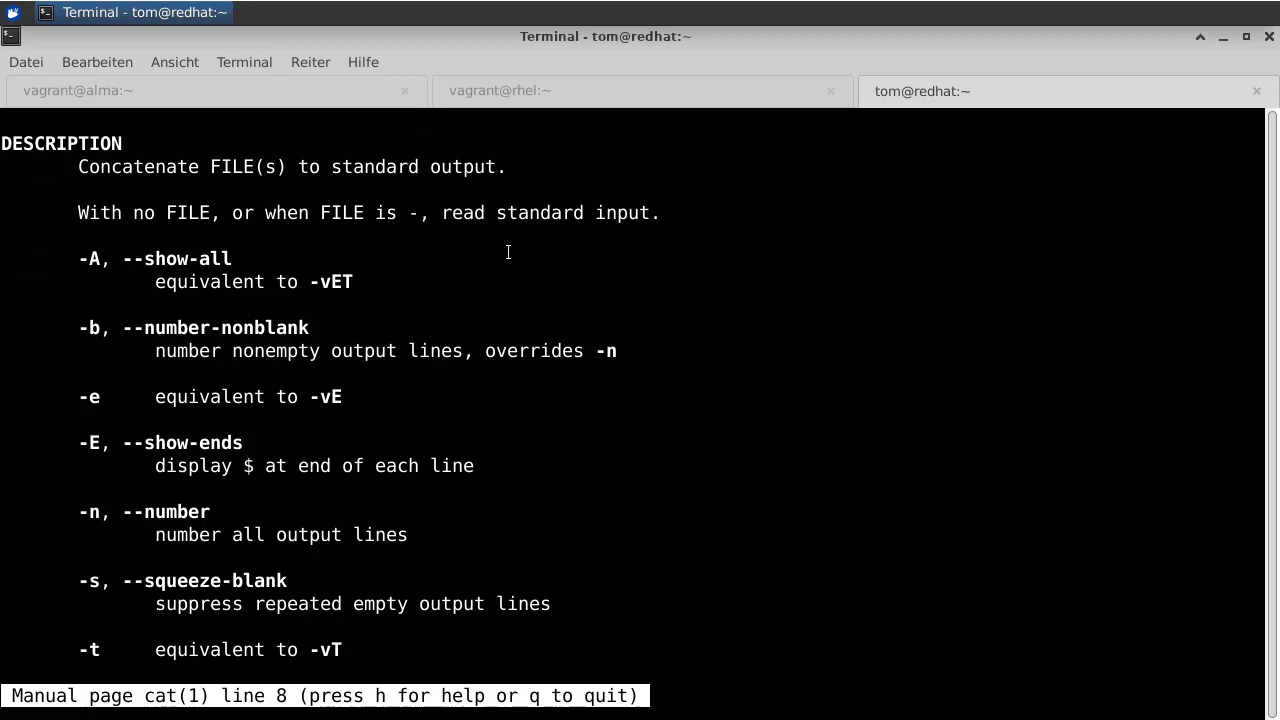 Terminal - tom@redhat:~
Terminal - tom@redhat:~
Datei Bearbeiten Ansicht Terminal Reiter Hilfe
vagrant@alma:~ vagrant@rhel:~ tom@redhat:~
DESCRIPTION
Concatenate FILE(s) to standard output.
With no FILE, or when FILE is -, read standard input.
-A, --show-all
equivalent to -vET
-b, --number-nonblank
number nonempty output lines, overrides -n
-e equivalent to -vE
-E, --show-ends
display $ at end of each line
-n, --number
number all output lines
-s, --squeeze-blank
suppress repeated empty output lines
-t equivalent to -vT
Manual page cat(1) line 8 (press h for help or q to quit)